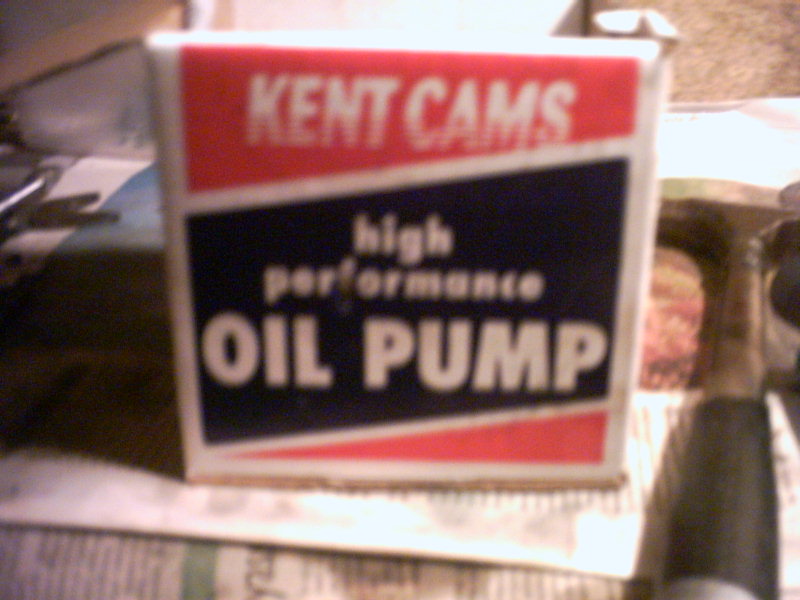 KENT CAMS
high
performance
OIL PUMP